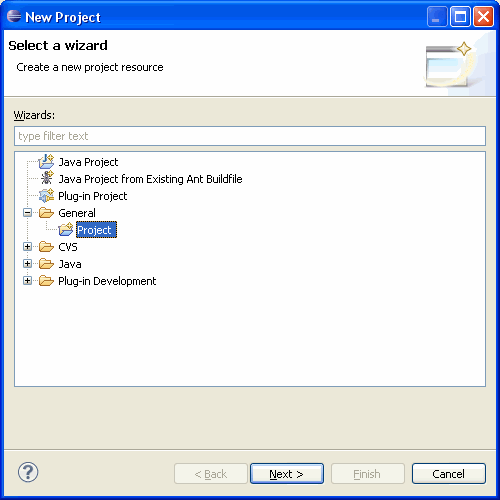 New Project
Select a wizard
Create a new project resource
Wizards:
type filter text
Java Project
Java Project from Existing Ant Buildfile
Plug-in Project
General
Project
CVS
Java
Plug-in Development
? < Back Next > Finish Cancel